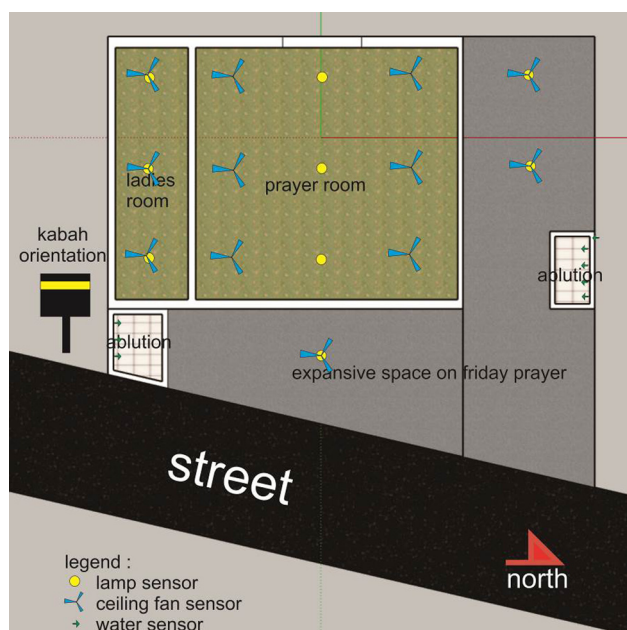 ladies
room
prayer room
kabah
orientation
ablution
ablution
expansive space on friday prayer
street
north
legend :
lamp sensor
ceiling fan sensor
water sensor